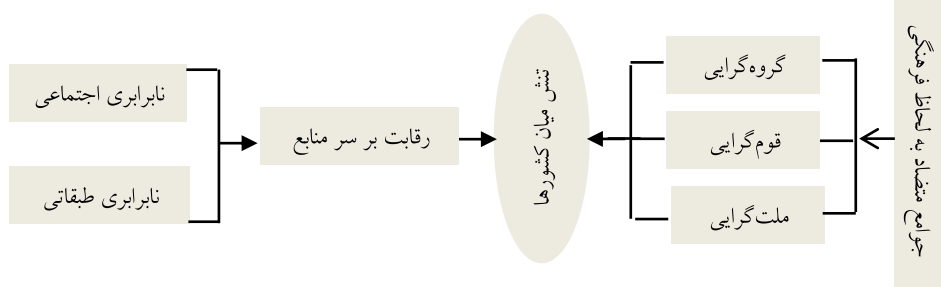 جوامع متضاد به لحاظ فرهنگی
گروه‌گرایی
قوم‌گرایی
ملت‌گرایی
تنش میان کشورها
رقابت بر سر منابع
نابرابری اجتماعی
نابرابری طبقاتی